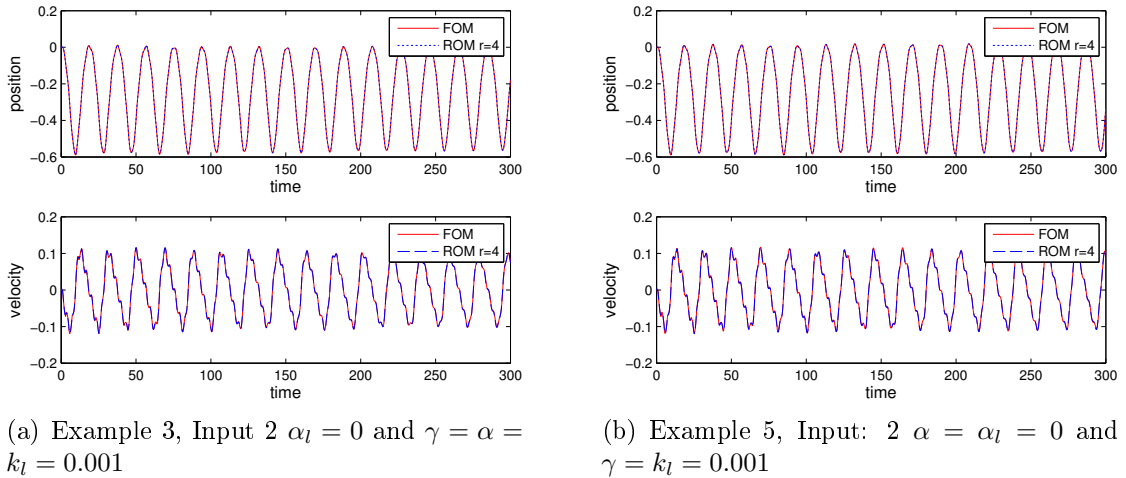 FOM
ROM r=4
position
0
−0.2
−0.4
−0.6
0 50 100 150 200 250 300
time
FOM
ROM r=4
velocity
0.2
0.1
0
−0.1
−0.2
0 50 100 150 200 250 300
time
(a) Example 3, Input 2 α_l = 0 and γ = α =
k_l = 0.001
FOM
ROM r=4
position
0.2
0
−0.2
−0.4
−0.6
0 50 100 150 200 250 300
time
FOM
ROM r=4
velocity
0.2
0.1
0
−0.1
−0.2
0 50 100 150 200 250 300
time
(b) Example 5, Input: 2 α = α_l = 0 and
γ = k_l = 0.001